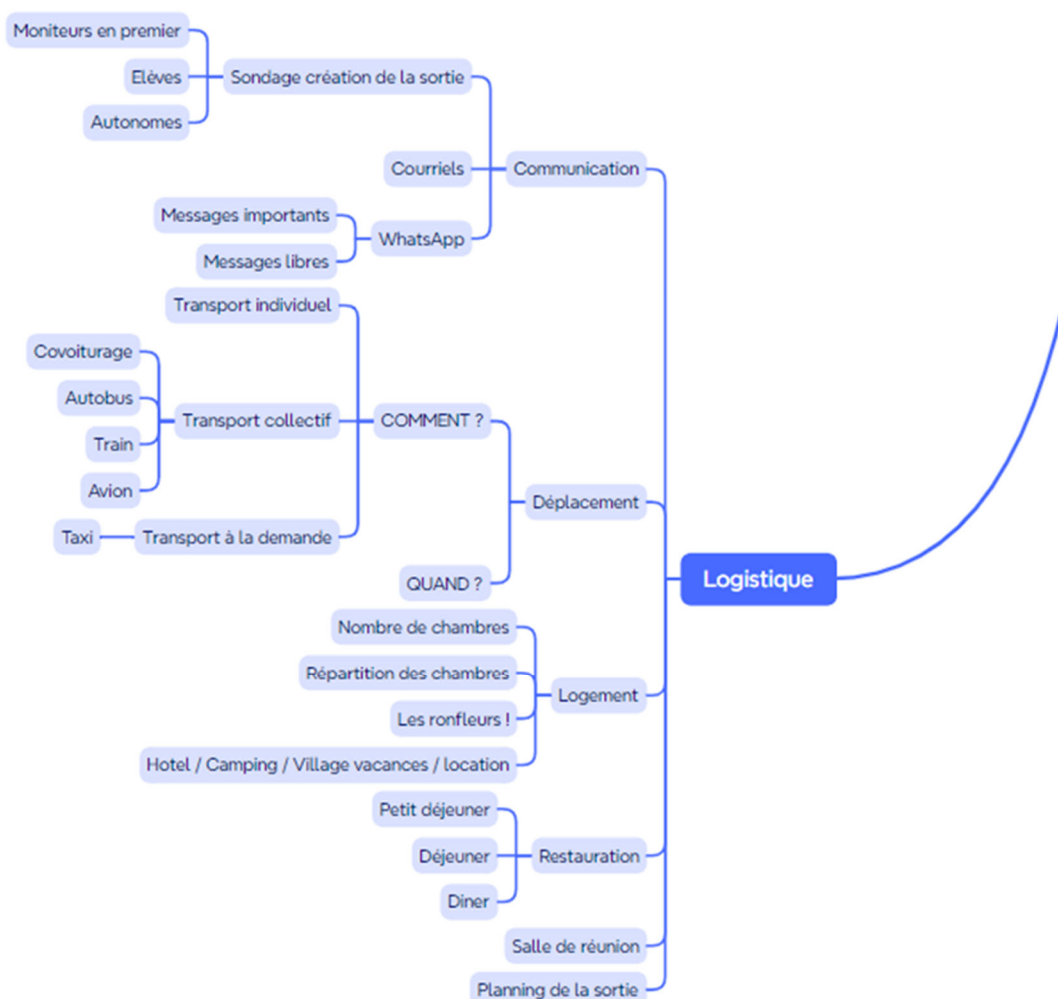 Moniteurs en premier
Elèves
Autonomes
Sondage création de la sortie
Courriels
Messages importants
Messages libres
WhatsApp
Communication
Transport individuel
Covoiturage
Autobus
Train
Avion
Transport collectif
Taxi
Transport à la demande
COMMENT ?
QUAND ?
Déplacement
Nombre de chambres
Répartition des chambres
Les ronfleurs !
Hotel / Camping / Village vacances / location
Logement
Petit déjeuner
Déjeuner
Diner
Restauration
Salle de réunion
Planning de la sortie
Logistique